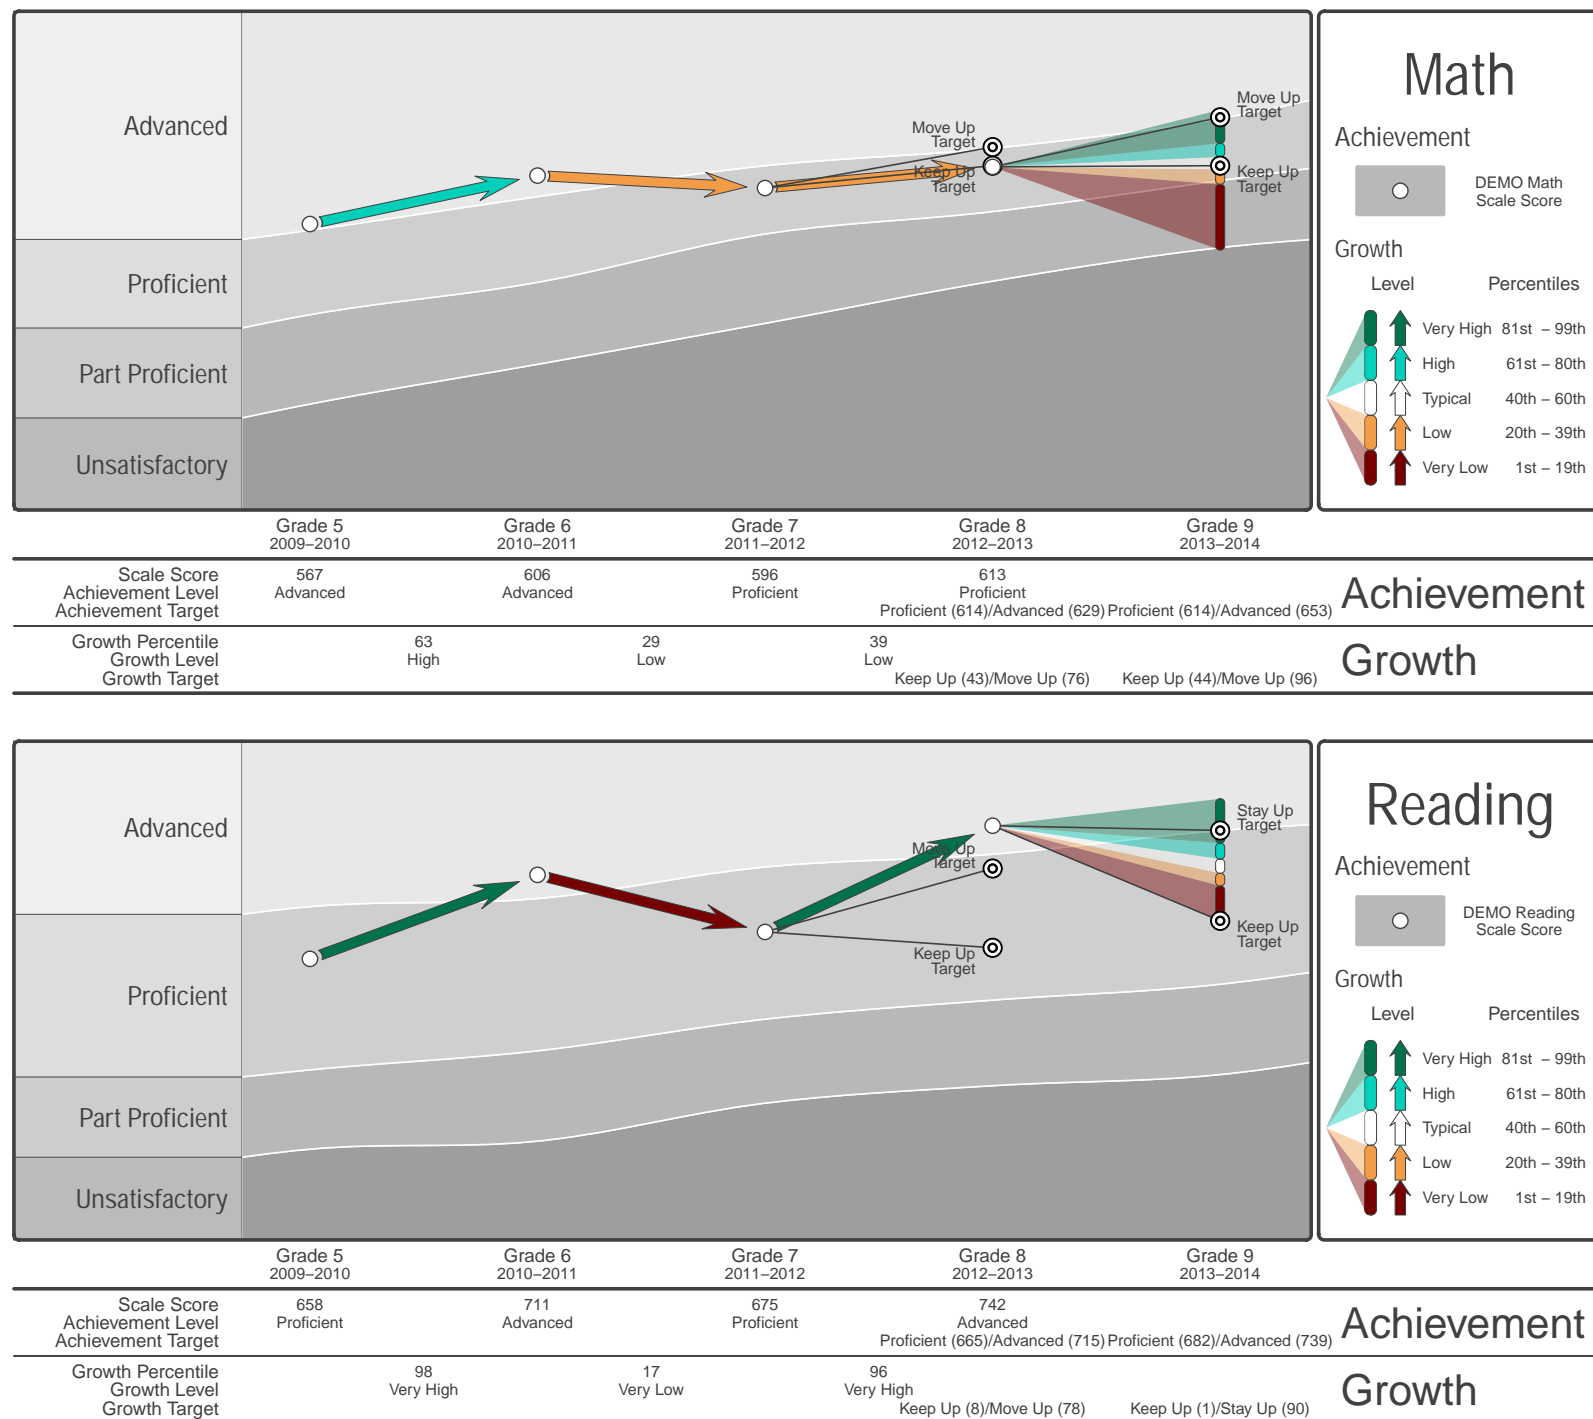 Math
Advanced
Proficient
Part Proficient
Unsatisfactory
Move Up
Target
Keep Up
Target
Move Up
Target
Keep Up
Target
Achievement
DEMO Math
Scale Score
Growth
Level Percentiles
Very High 81st – 99th
High 61st – 80th
Typical 40th – 60th
Low 20th – 39th
Very Low 1st – 19th
Grade 5 Grade 6 Grade 7 Grade 8 Grade 9
2009–2010 2010–2011 2011–2012 2012–2013 2013–2014
Scale Score 567 606 596 613
Achievement Level Advanced Advanced Proficient Proficient
Achievement Target Proficient (614)/Advanced (629) Proficient (614)/Advanced (653)
Achievement
Growth Percentile 63 29 39
Growth Level High Low Low
Growth Target Keep Up (43)/Move Up (76) Keep Up (44)/Move Up (96)
Growth
Reading
Advanced
Proficient
Part Proficient
Unsatisfactory
Move Up
Target
Keep Up
Target
Stay Up
Target
Keep Up
Target
Achievement
DEMO Reading
Scale Score
Growth
Level Percentiles
Very High 81st – 99th
High 61st – 80th
Typical 40th – 60th
Low 20th – 39th
Very Low 1st – 19th
Grade 5 Grade 6 Grade 7 Grade 8 Grade 9
2009–2010 2010–2011 2011–2012 2012–2013 2013–2014
Scale Score 658 711 675 742
Achievement Level Proficient Advanced Proficient Advanced
Achievement Target Proficient (665)/Advanced (715) Proficient (682)/Advanced (739)
Achievement
Growth Percentile 98 17 96
Growth Level Very High Very Low Very High
Growth Target Keep Up (8)/Move Up (78) Keep Up (1)/Stay Up (90)
Growth